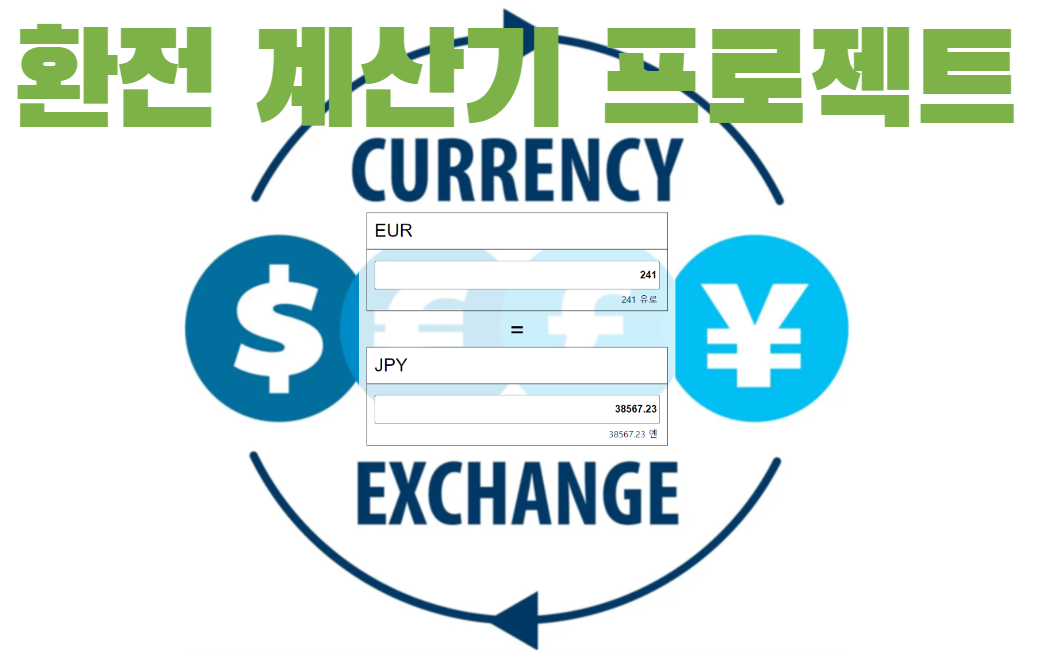 환전 계산기 프로젝트
CURRENCY
EUR
241
241 유로
$ € £ ¥
=
JPY
38567.23
38567.23 엔
EXCHANGE